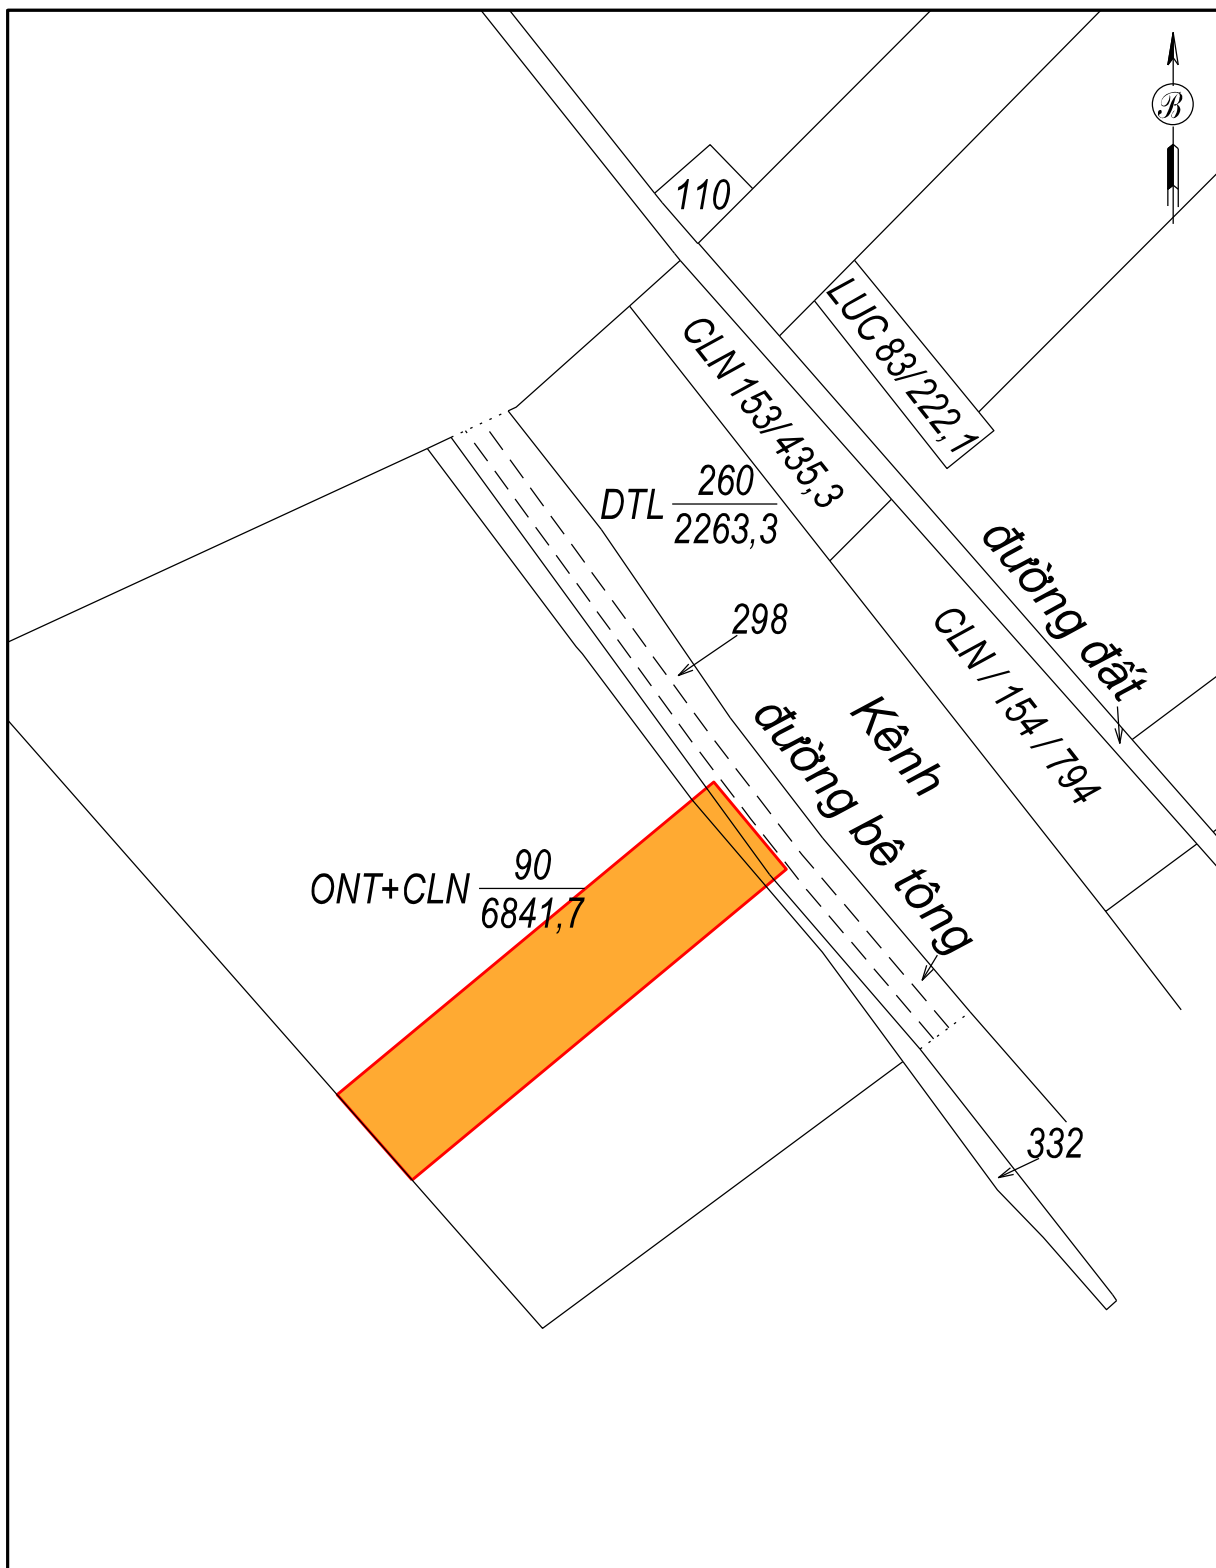 B
110
LUC 83/222,1
CLN 153/435,3
DTL 260
2263,3
đường đất
298
CLN / 154 / 794
Kênh
đường bê tông
ONT+CLN 90
6841,7
332